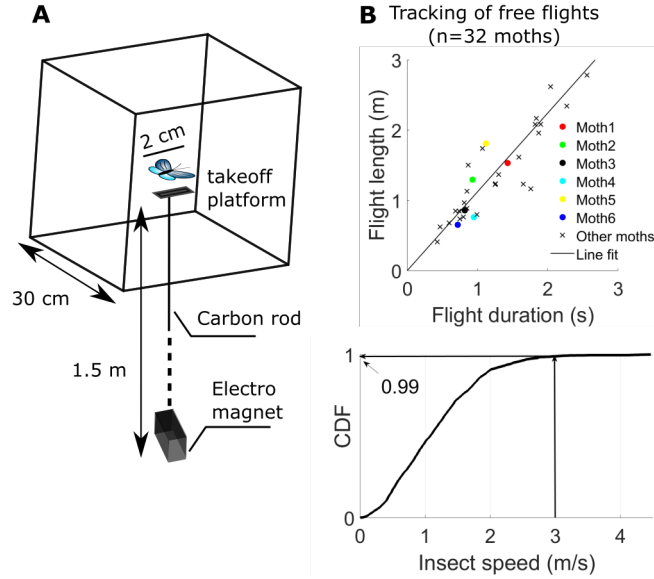 A
2 cm
takeoff
platform
30 cm
Carbon rod
1.5 m
Electro
magnet
B Tracking of free flights
(n=32 moths)
3
2
1
0
Flight length (m)
Moth1
Moth2
Moth3
Moth4
Moth5
Moth6
Other moths
Line fit
0 1 2 3
Flight duration (s)
1
0.99
CDF
0
0 1 2 3 4
Insect speed (m/s)